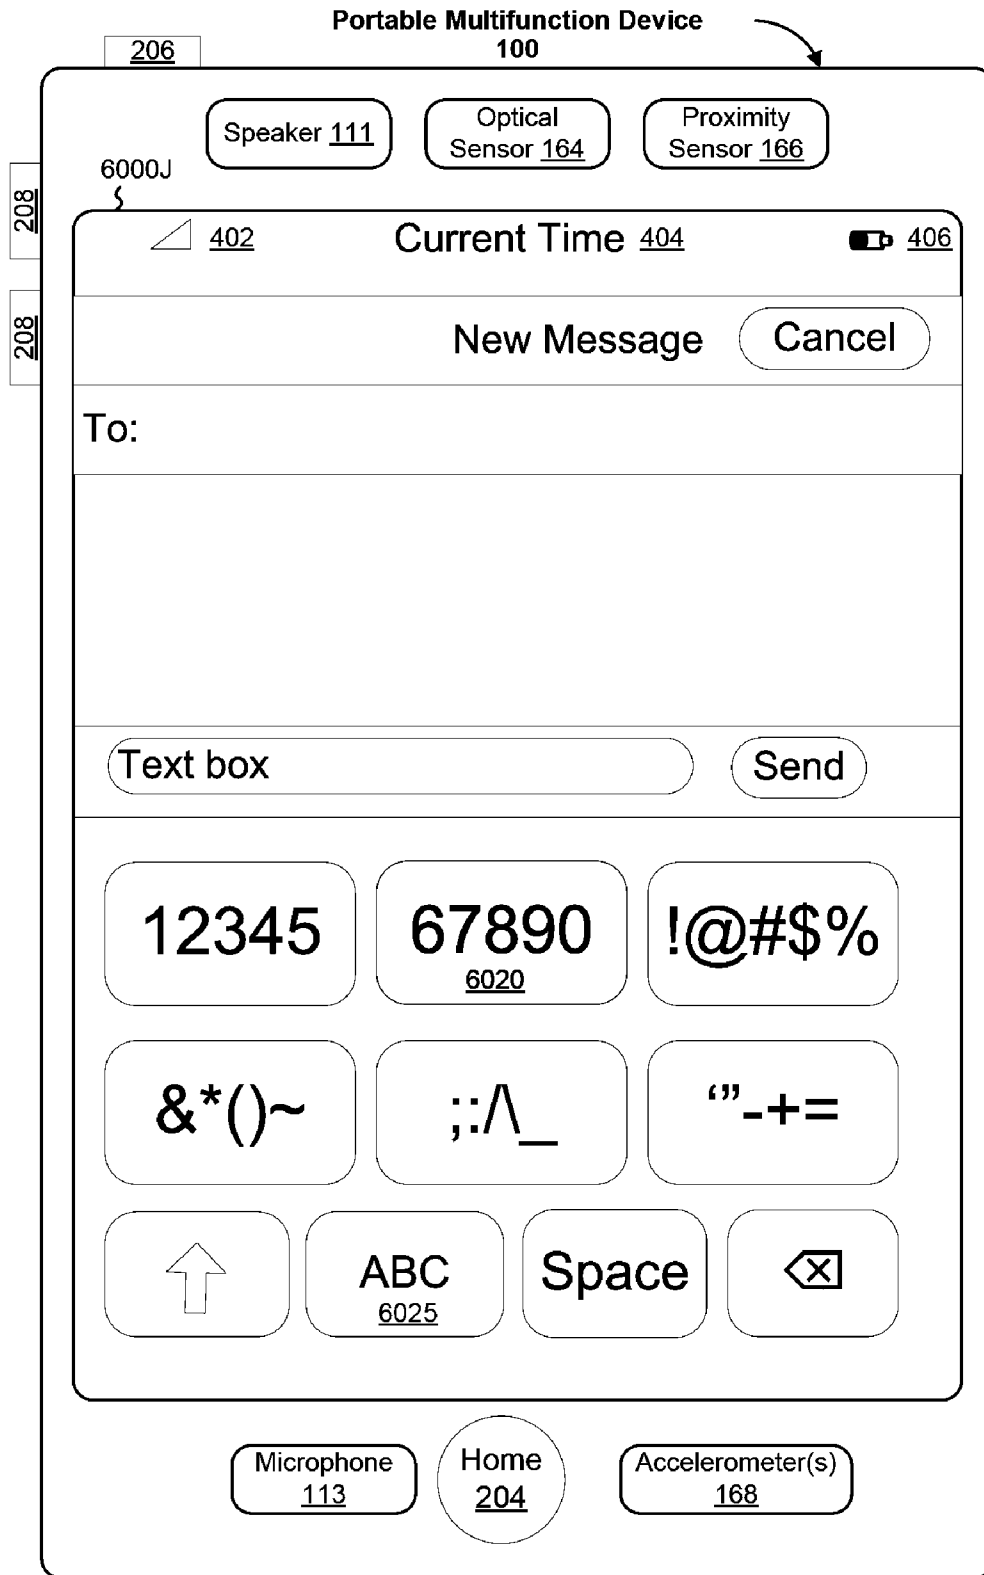 Portable Multifunction Device
100
206
Speaker 111
Optical
Sensor 164
Proximity
Sensor 166
208
6000J
402
Current Time 404
406
208
New Message
Cancel
To:
Text box
Send
12345
67890
6020
!@#$%
&*()~
;:/\_
‘”-+=
ABC
6025
Space
Microphone
113
Home
204
Accelerometer(s)
168